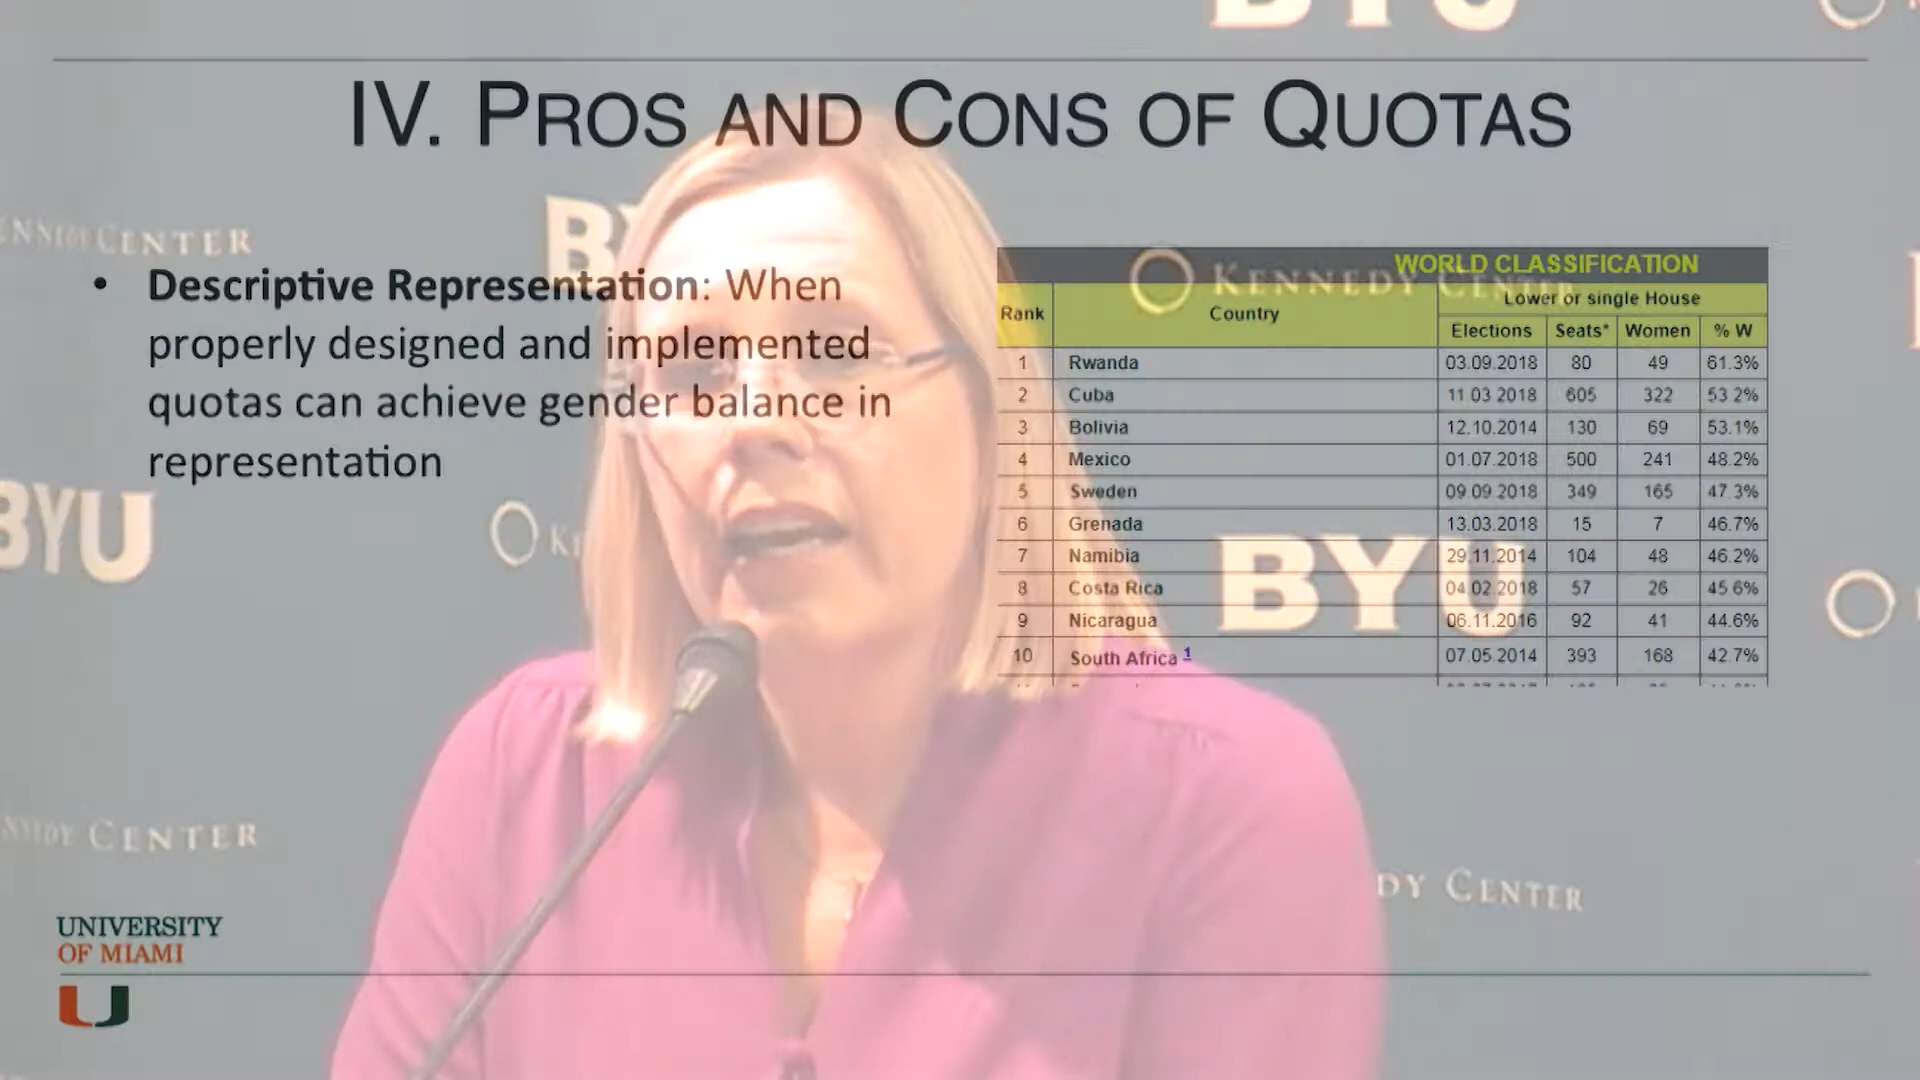 BYU
IV. PROS AND CONS OF QUOTAS
CENTER
• Descriptive Representation: When
properly designed and implemented
quotas can achieve gender balance in
representation
WORLD CLASSIFICATION
KENNEDY CENTER
Rank Country Lower or single House
Elections Seats* Women % W
1 Rwanda 03.09.2018 80 49 61.3%
2 Cuba 11 03 2018 605 322 53 2%
3 Bolivia 12.10.2014 130 69 53.1%
4 Mexico 01.07.2018 500 241 48.2%
5 Sweden 09 09 2018 349 165 47.3%
6 Grenada 13.03.2018 15 7 46.7%
7 Namibia 29.11.2014 104 48 46.2%
8 Costa Rica 04 02 2018 57 26 45 6%
9 Nicaragua 06.11.2016 92 41 44.6%
10 South Africa 1 07.05.2014 393 168 42.7%
BYU
BYU
CENTER
DY CENTER
UNIVERSITY
OF MIAMI